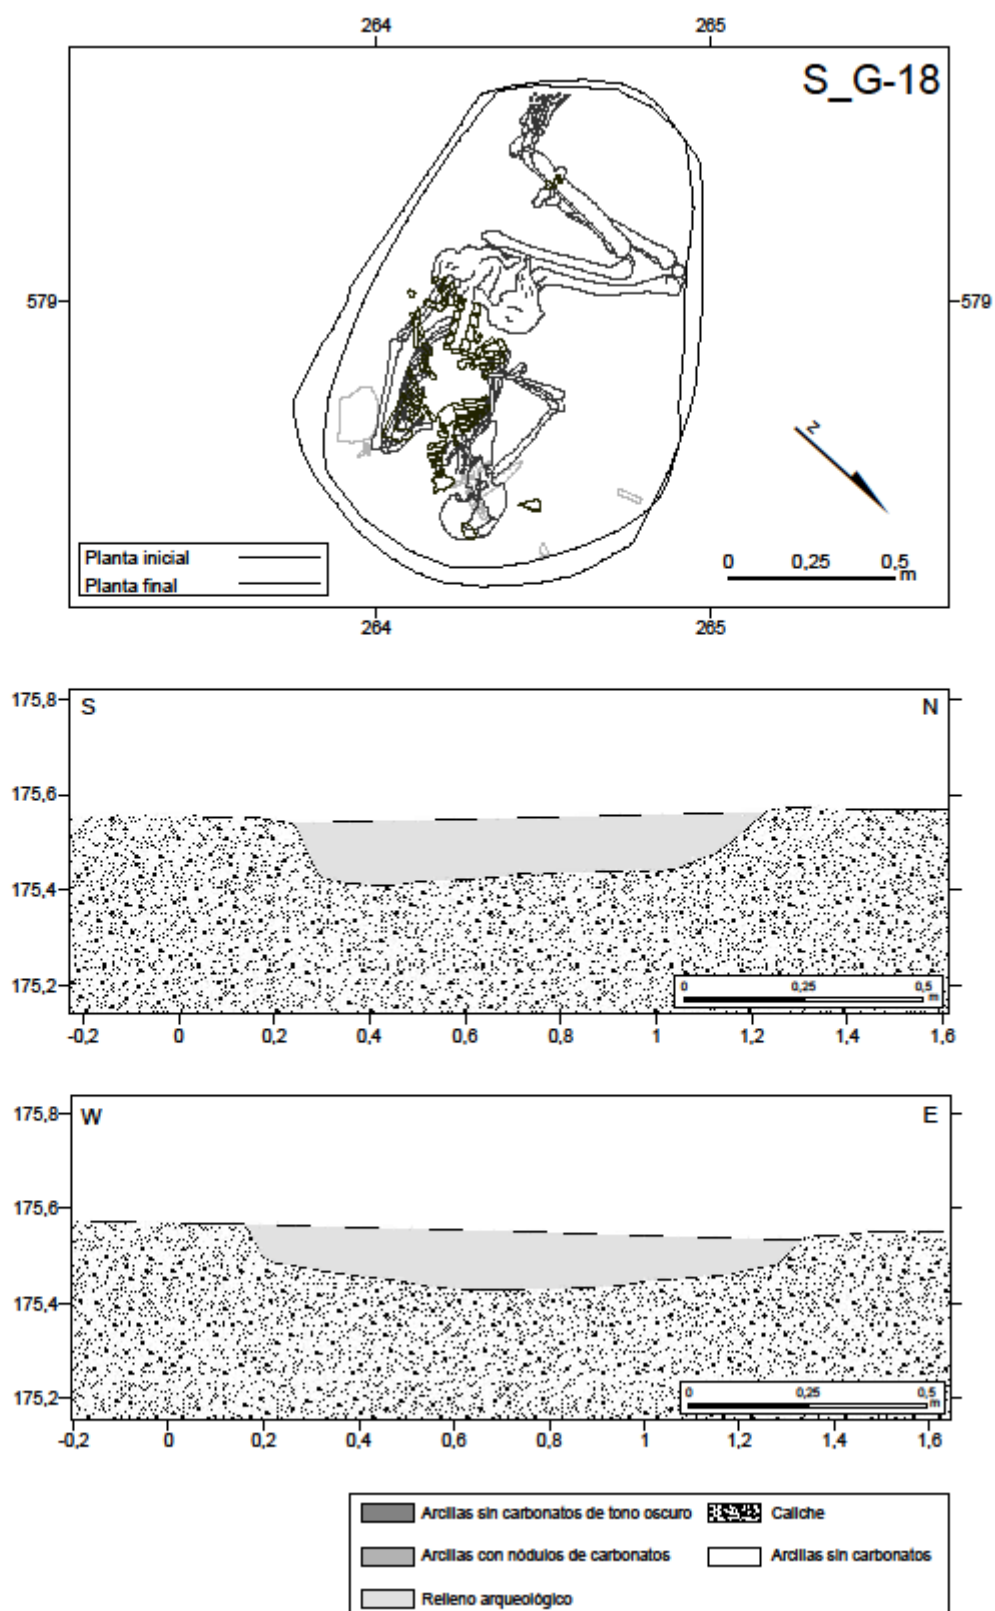 264 265
S_G-18
579 579
N
Planta inicial
Planta final
0 0,25 0,5
m
264 265
175,8
S N
175,6
175,4
175,2
0 0,25 0,5
m
-0,2 0 0,2 0,4 0,6 0,8 1 1,2 1,4 1,6
175,8
W E
175,6
175,4
175,2
0 0,25 0,5
m
-0,2 0 0,2 0,4 0,6 0,8 1 1,2 1,4 1,6
Arcillas sin carbonatos de tono oscuro Caliche
Arcillas con nódulos de carbonatos Arcillas sin carbonatos
Relleno arqueológico